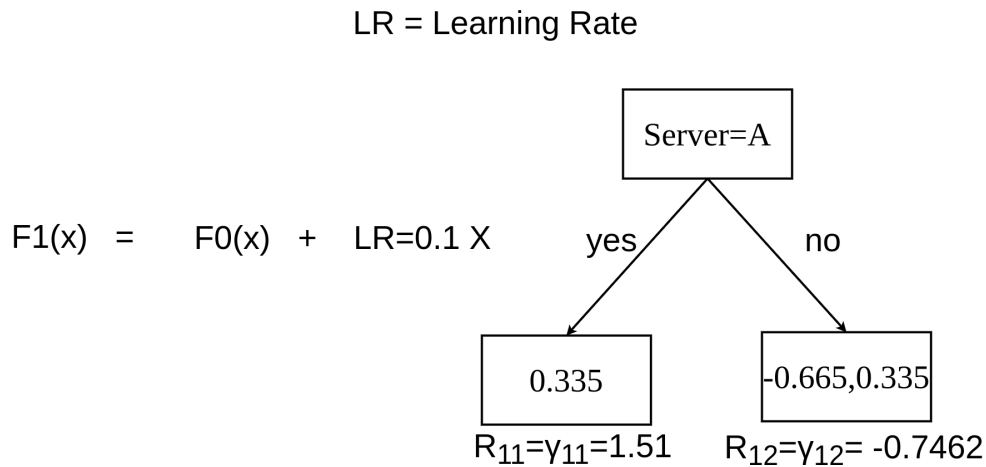 LR = Learning Rate
Server=A
F1(x) = F0(x) + LR=0.1 X
yes
no
0.335
-0.665,0.335
R11=γ11=1.51
R12=γ12= -0.7462